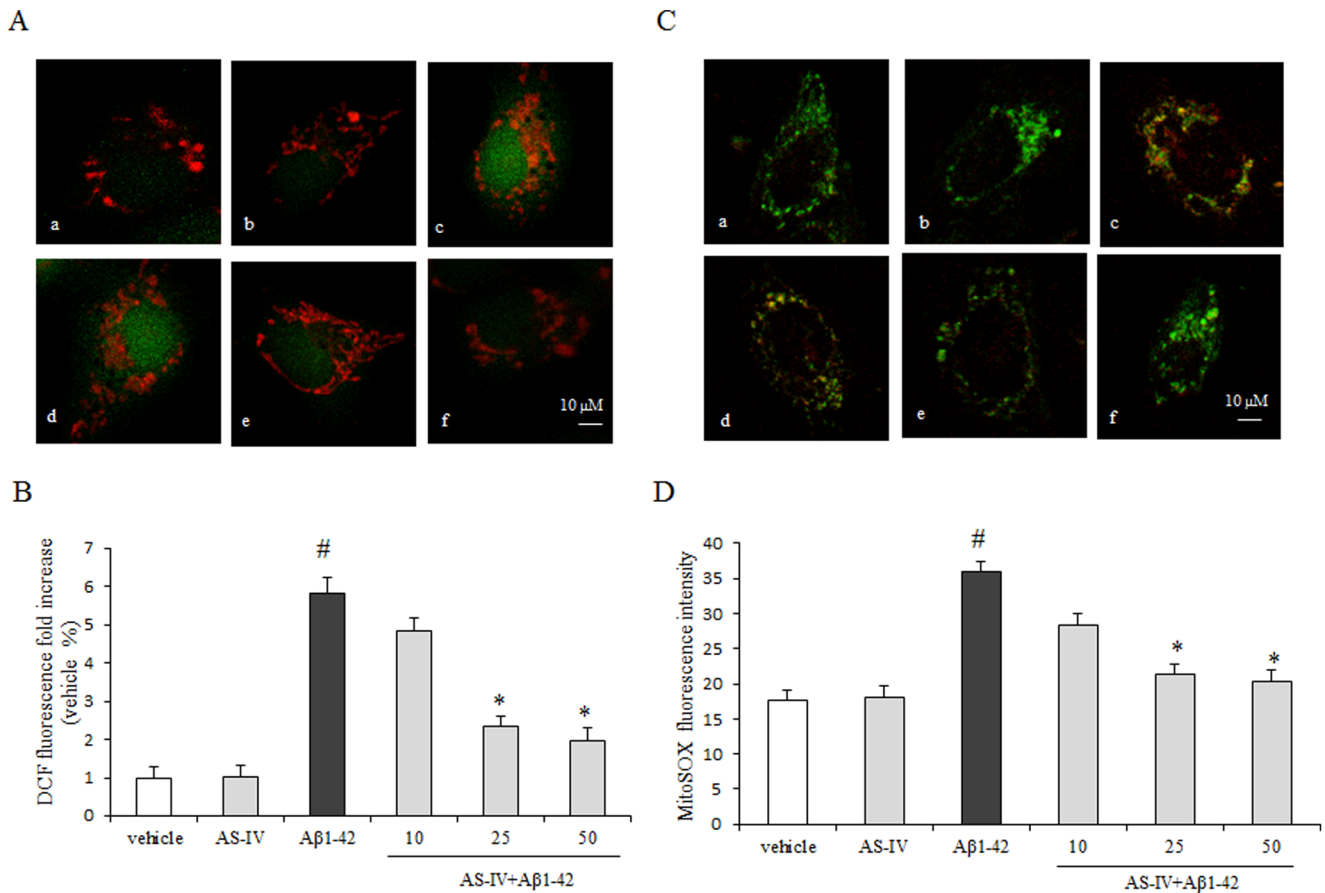 A
C
a
b
c
a
b
c
d
e
f
10 μM
d
e
f
10 μM
B
DCF fluorescence fold increase
(vehicle %)
7
6
5
4
3
2
1
0
#
*
*
vehicle
AS-IV
Aβ1-42
10
25
50
AS-IV+Aβ1-42
D
MitoSOX fluorescence intensity
40
35
30
25
20
15
10
5
0
#
*
*
vehicle
AS-IV
Aβ1-42
10
25
50
AS-IV+Aβ1-42